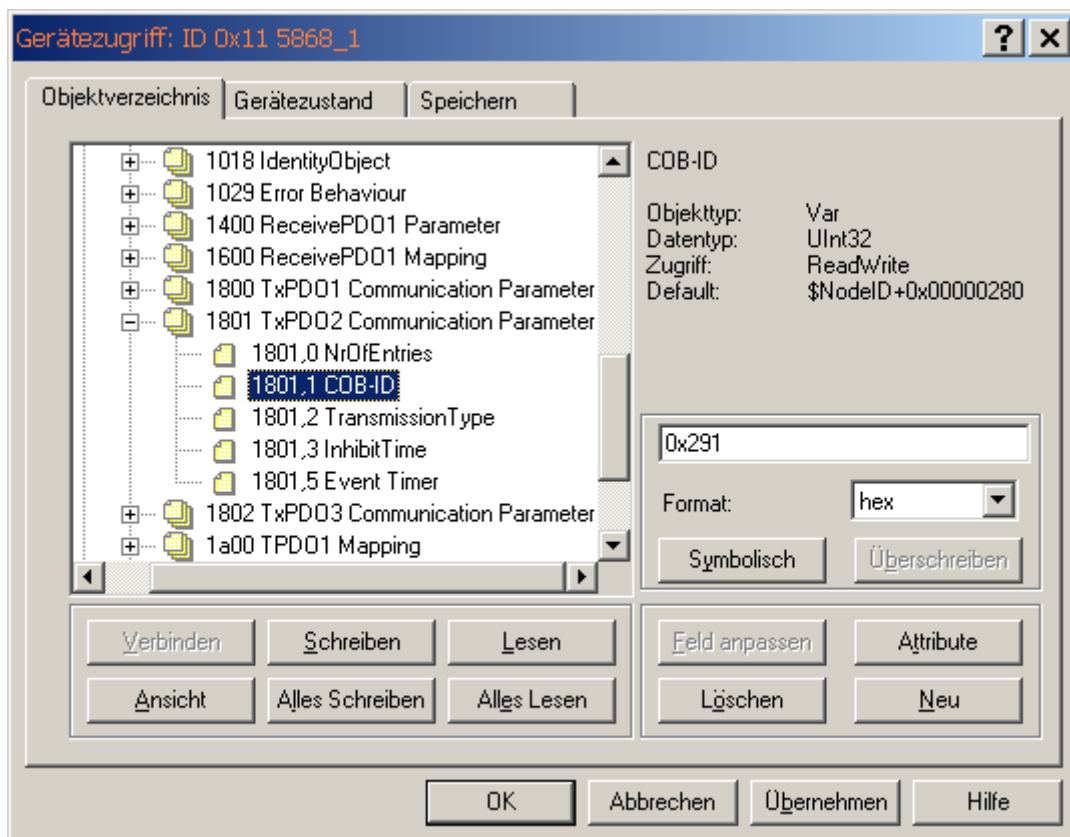 Gerätezugriff: ID 0x11 5868_1
Objektverzeichnis Gerätezustand Speichern
1018 IdentityObject
1029 Error Behaviour
1400 ReceivePDO1 Parameter
1600 ReceivePDO1 Mapping
1800 TxPDO1 Communication Parameter
1801 TxPDO2 Communication Parameter
1801,0 NrOfEntries
1801,1 COB-ID
1801,2 TransmissionType
1801,3 InhibitTime
1801,5 Event Timer
1802 TxPDO3 Communication Parameter
1a00 TPDO1 Mapping
COB-ID
Objekttyp: Var
Datentyp: UInt32
Zugriff: ReadWrite
Default: $NodeID+0x00000280
0x291
Format: hex
Symbolisch Überschreiben
Verbinden Schreiben Lesen
Ansicht Alles Schreiben Alles Lesen
Feld anpassen Attribute
Löschen Neu
OK Abbrechen Übernehmen Hilfe